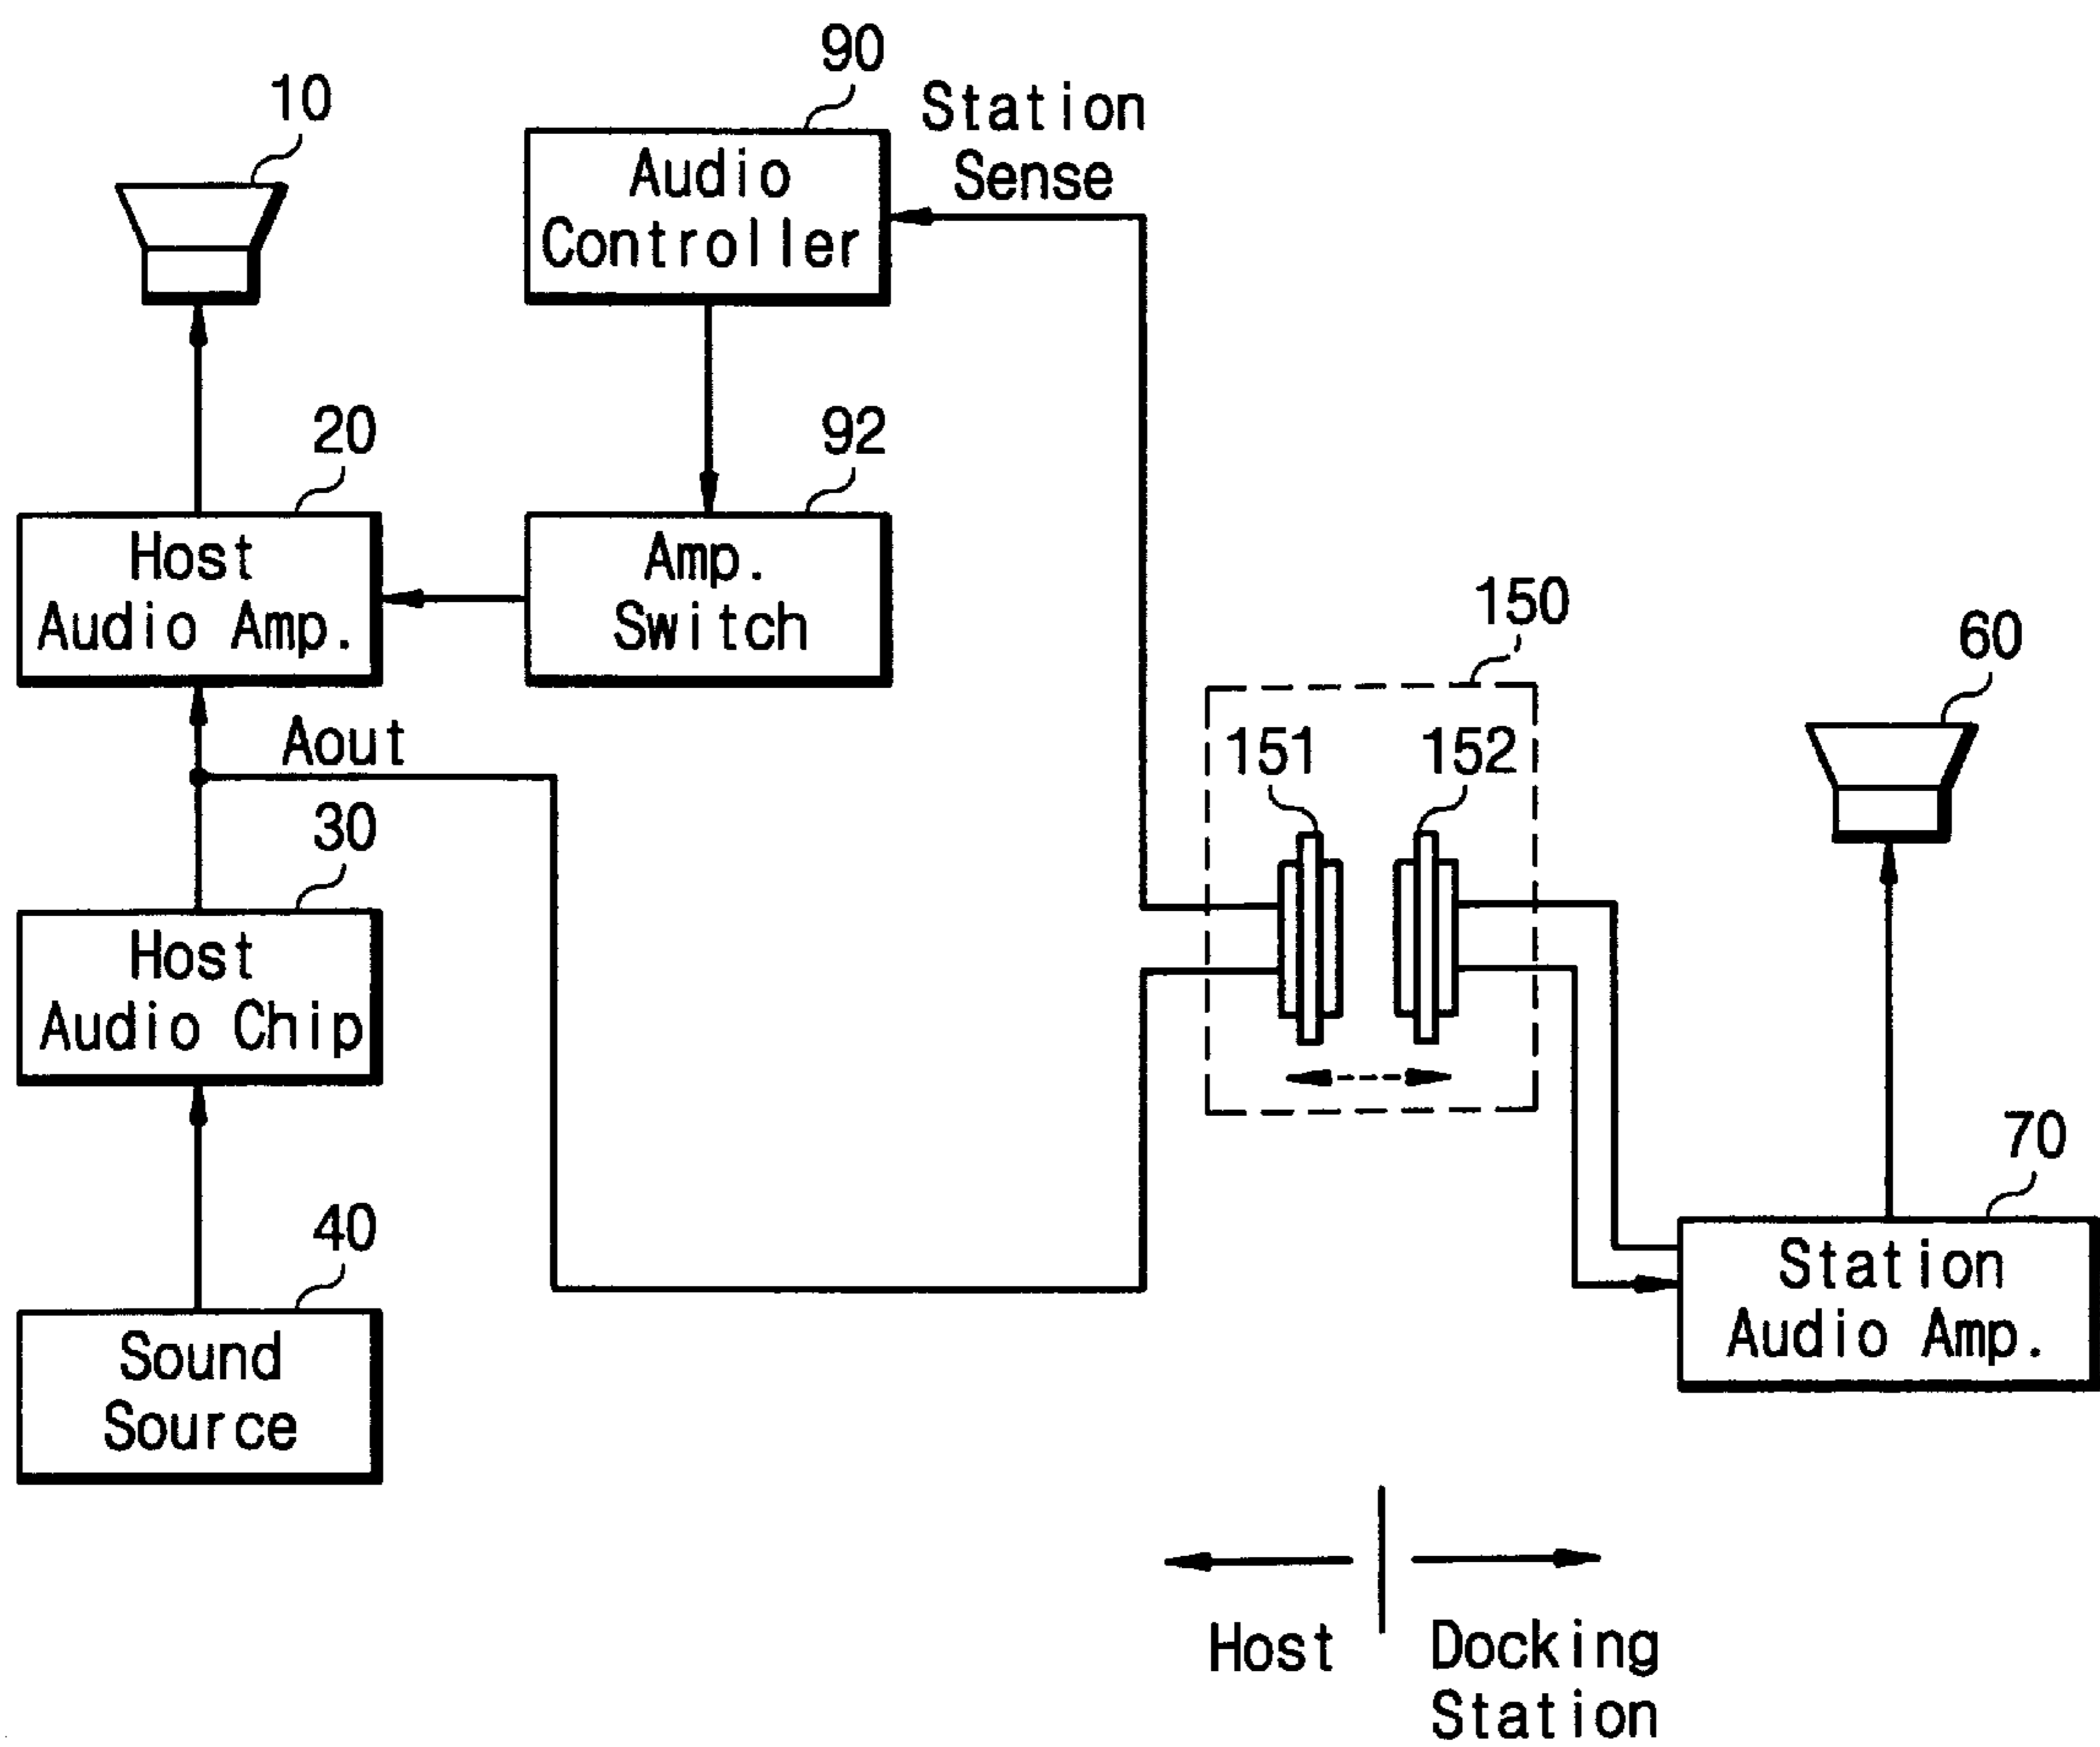 90
10
Station
Sense
Audio
Controller
20
92
Host
Audio Amp.
Amp.
Switch
150
60
Aout
151
152
30
Host
Audio Chip
70
40
Station
Audio Amp.
Sound
Source
Host
Docking
Station